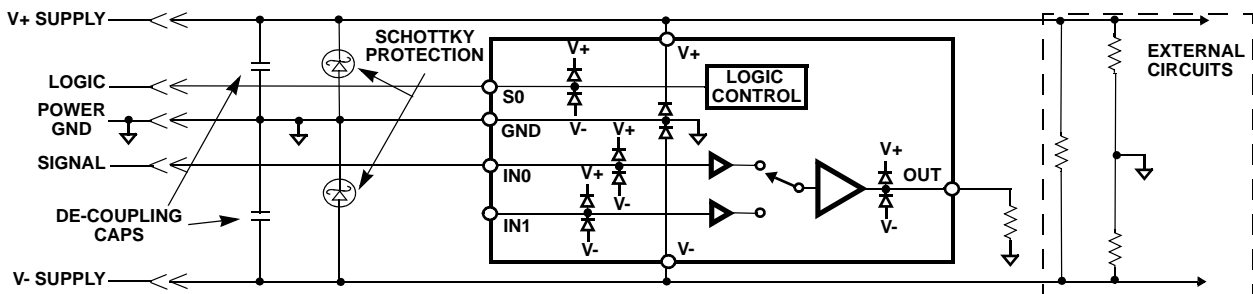 V+ SUPPLY
LOGIC
POWER
GND
SIGNAL
DE-COUPLING
CAPS
V- SUPPLY
SCHOTTKY
PROTECTION
S0
GND
IN0
IN1
V+
V-
V+
V-
V+
V-
V+
LOGIC
CONTROL
V+
OUT
V-
V-
EXTERNAL
CIRCUITS